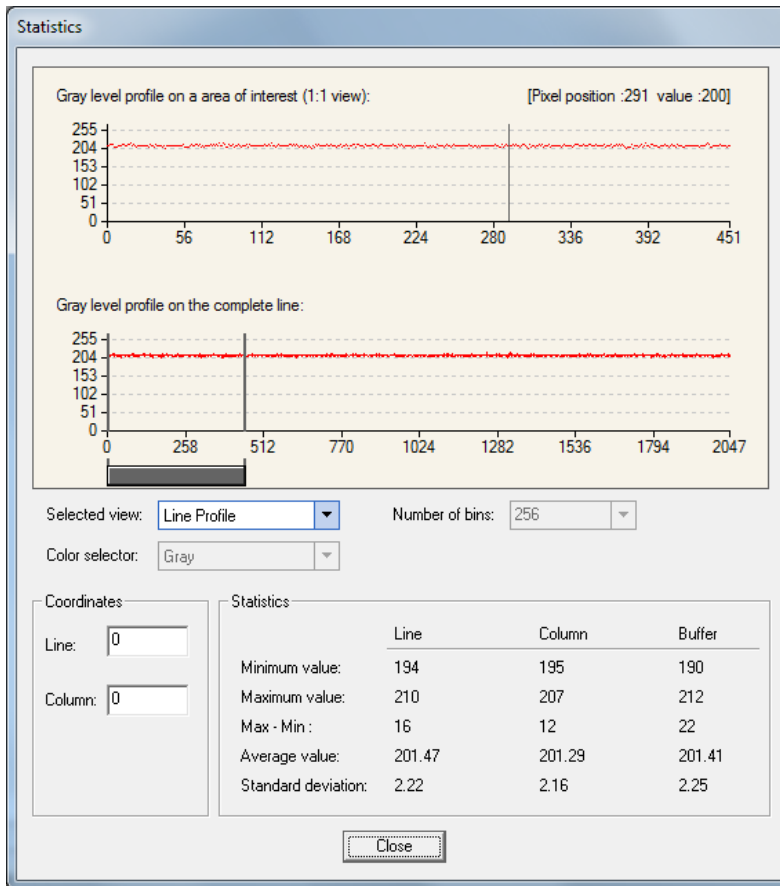 Statistics
Gray level profile on a area of interest (1:1 view): [Pixel position :291 value :200]
255
204
153
102
51
0
0 56 112 168 224 280 336 392 451
Gray level profile on the complete line:
255
204
153
102
51
0
0 258 512 770 1024 1282 1536 1794 2047
Selected view: Line Profile Number of bins: 256
Color selector: Gray
Coordinates
Line: 0
Column: 0
Statistics
Line Column Buffer
Minimum value: 194 195 190
Maximum value: 210 207 212
Max - Min : 16 12 22
Average value: 201.47 201.29 201.41
Standard deviation: 2.22 2.16 2.25
Close